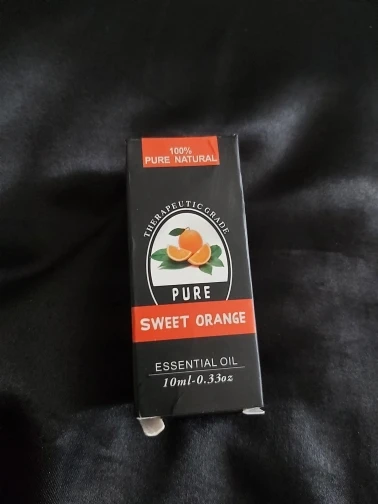 100%
PURE NATURAL
THERAPEUTIC GRADE
PURE
SWEET ORANGE
ESSENTIAL OIL
10ml-0.33oz